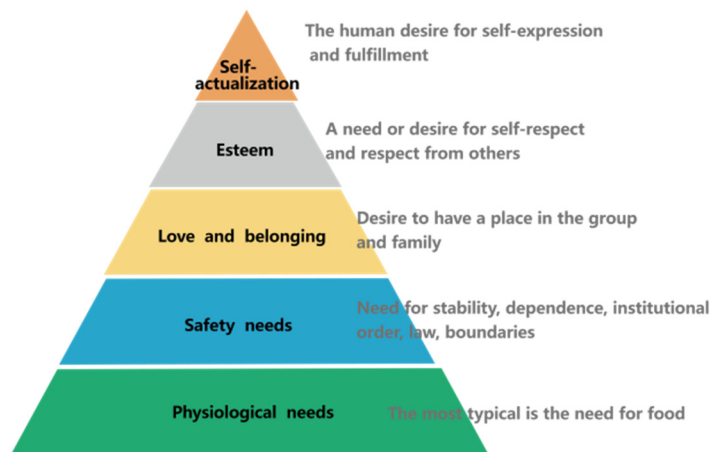 Self-
actualization
The human desire for self-expression
and fulfillment
Esteem
A need or desire for self-respect
and respect from others
Love and belonging
Desire to have a place in the group
and family
Safety needs
Need for stability, dependence, institutional
order, law, boundaries
Physiological needs
The most typical is the need for food